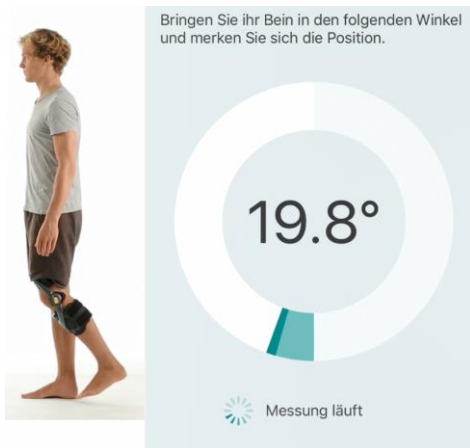 Bringen Sie ihr Bein in den folgenden Winkel
und merken Sie sich die Position.
19.8°
Messung läuft